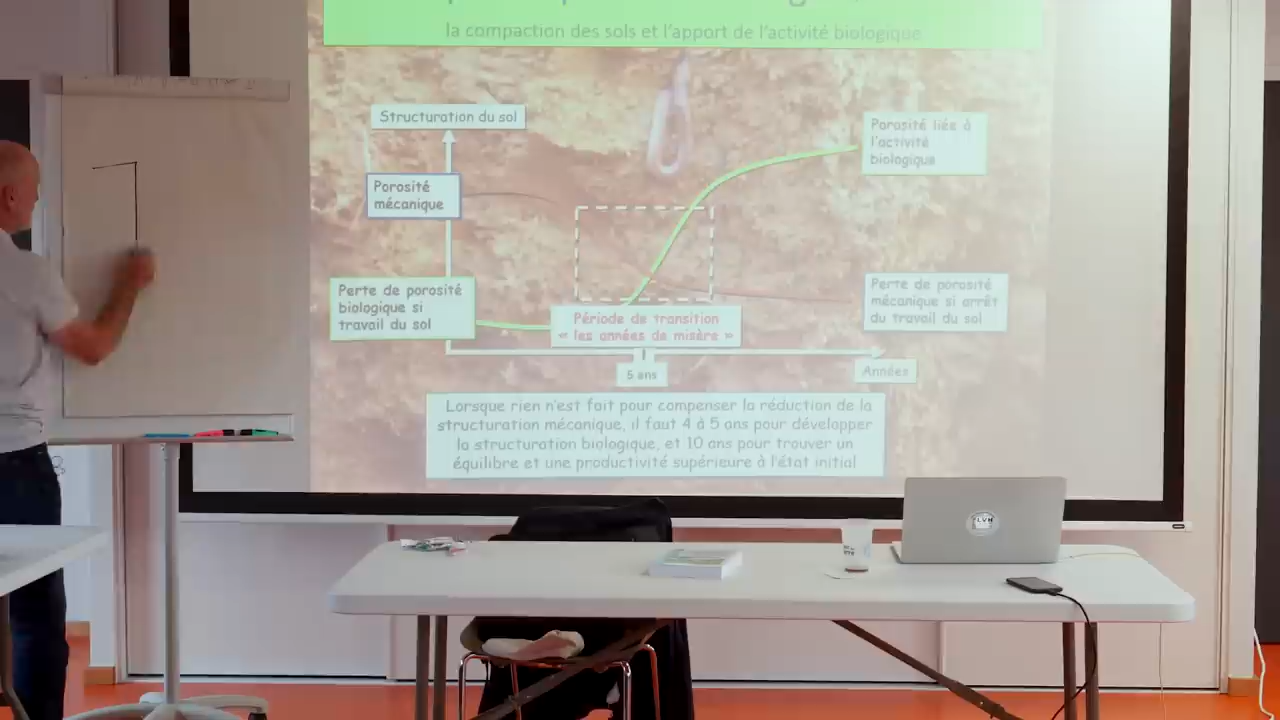 la compaction des sols et l'apport de l'activité biologique
Structuration du sol
Porosité liée à
l'activité
biologique
Porosité
mécanique
Perte de porosité
biologique si
travail du sol
Perte de porosité
mécanique si arrêt
du travail du sol
Période de transition
« les années de misère »
5 ans
Années
Lorsque rien n'est fait pour compenser la réduction de la
structuration mécanique, il faut 4 à 5 ans pour développer
la structuration biologique, et 10 ans pour trouver un
équilibre et une productivité supérieure à l'état initial